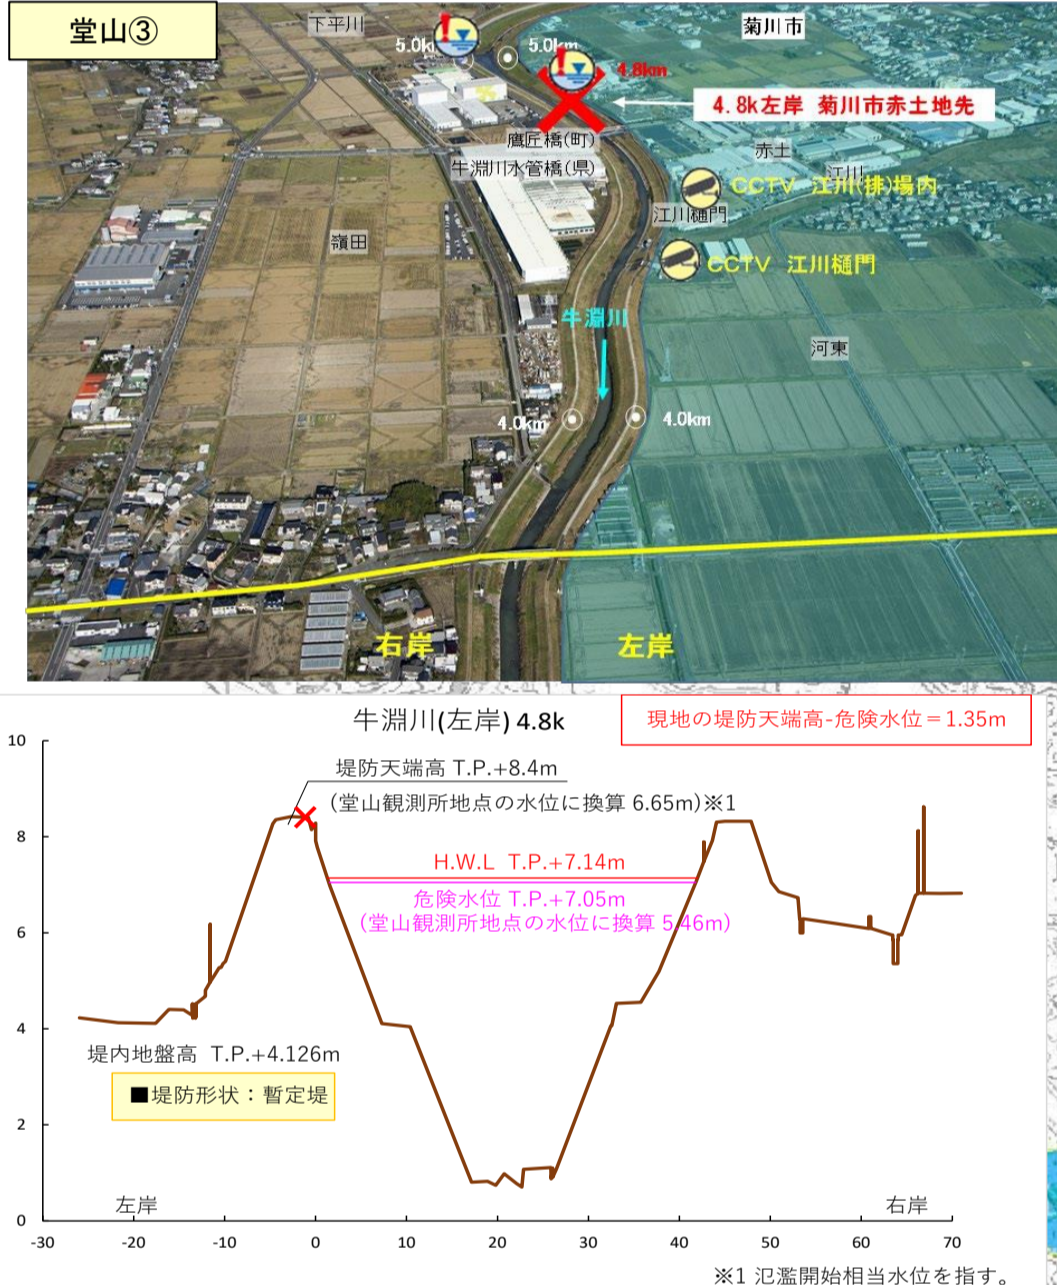 堂山③
下平川
菊川市
5.0km
5.0km
4.8km
4.8k左岸 菊川市赤土地先
鷹匠橋(町)
牛淵川水管橋(県)
赤土
江川
CCTV 江川(排)場内
江川樋門
嶺田
CCTV 江川樋門
牛淵川
河東
4.0km
4.0km
右岸
左岸
牛淵川(左岸) 4.8k
現地の堤防天端高-危険水位＝1.35m
堤防天端高 T.P.+8.4m
(堂山観測所地点の水位に換算 6.65m)※1
H.W.L T.P.+7.14m
危険水位 T.P.+7.05m
(堂山観測所地点の水位に換算 5.46m)
堤内地盤高 T.P.+4.126m
■堤防形状：暫定堤
左岸
右岸
10
8
6
4
2
0
-30 -20 -10 0 10 20 30 40 50 60 70
※1 氾濫開始相当水位を指す。